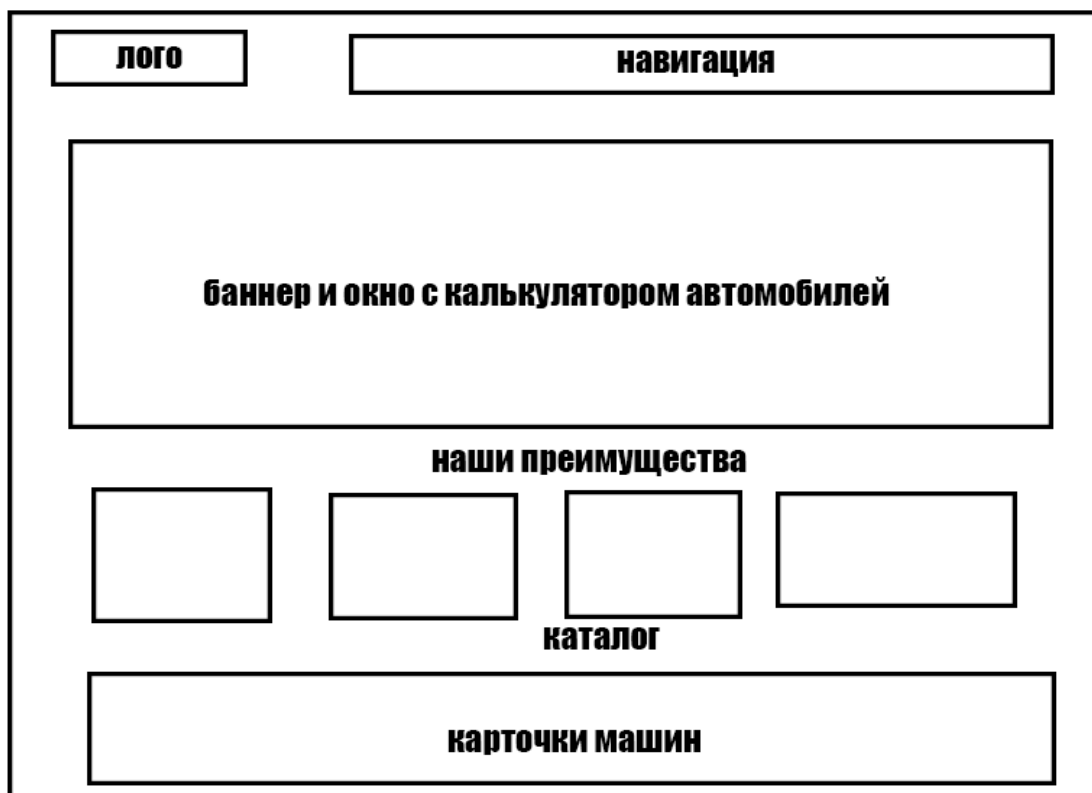 лого
навигация
баннер и окно с калькулятором автомобилей
наши преимущества
каталог
карточки машин